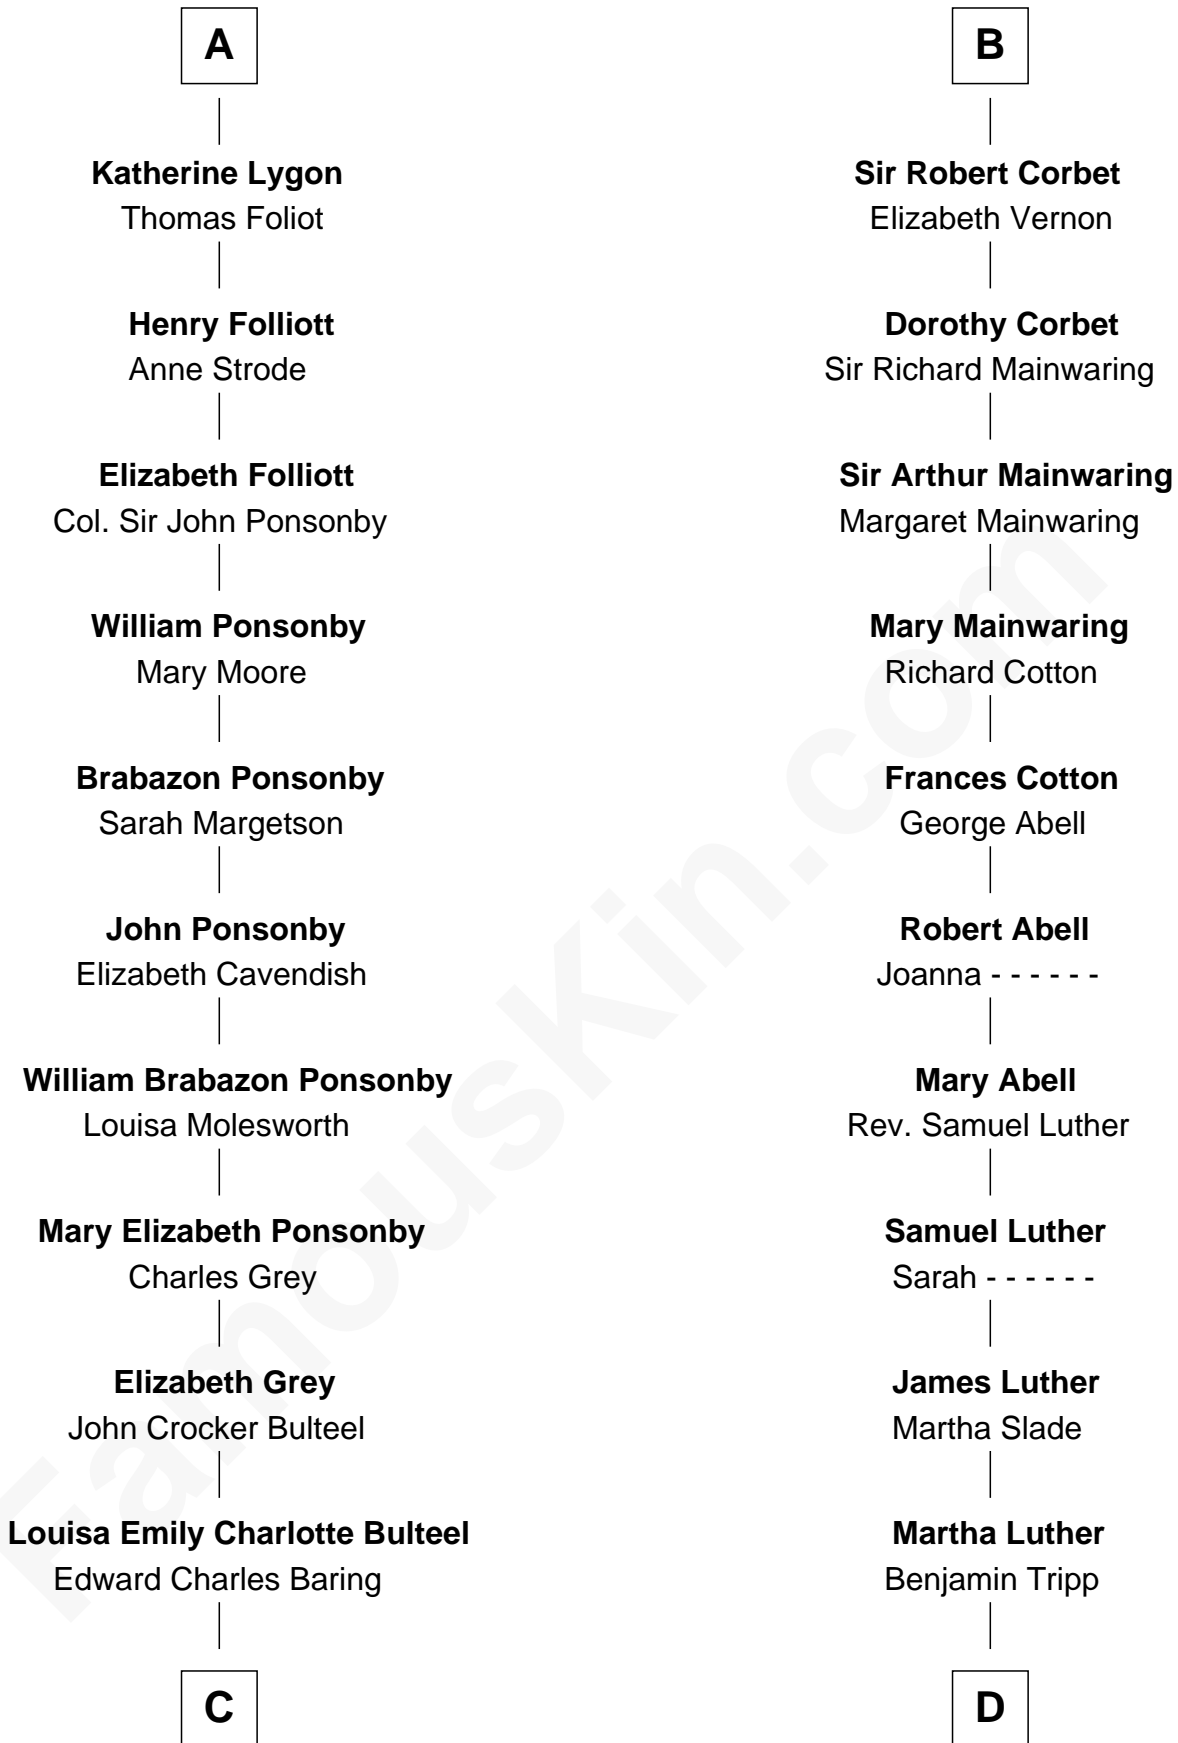 A
Katherine Lygon
Thomas Foliot
Henry Folliott
Anne Strode
Elizabeth Folliott
Col. Sir John Ponsonby
William Ponsonby
Mary Moore
Brabazon Ponsonby
Sarah Margetson
John Ponsonby
Elizabeth Cavendish
William Brabazon Ponsonby
Louisa Molesworth
Mary Elizabeth Ponsonby
Charles Grey
Elizabeth Grey
John Crocker Bulteel
Louisa Emily Charlotte Bulteel
Edward Charles Baring
C
B
Sir Robert Corbet
Elizabeth Vernon
Dorothy Corbet
Sir Richard Mainwaring
Sir Arthur Mainwaring
Margaret Mainwaring
Mary Mainwaring
Richard Cotton
Frances Cotton
George Abell
Robert Abell
Joanna - - - - - -
Mary Abell
Rev. Samuel Luther
Samuel Luther
Sarah - - - - - -
James Luther
Martha Slade
Martha Luther
Benjamin Tripp
D
FamousKin.com